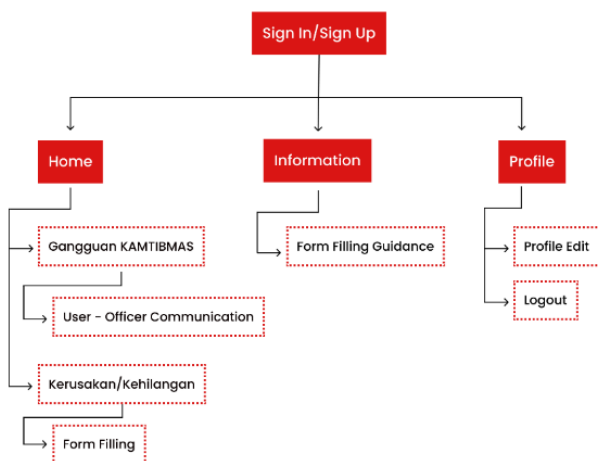 Sign In/Sign Up
Home
Information
Profile
Gangguan KAMTIBMAS
Form Filling Guidance
Profile Edit
User - Officer Communication
Logout
Kerusakan/Kehilangan
Form Filling